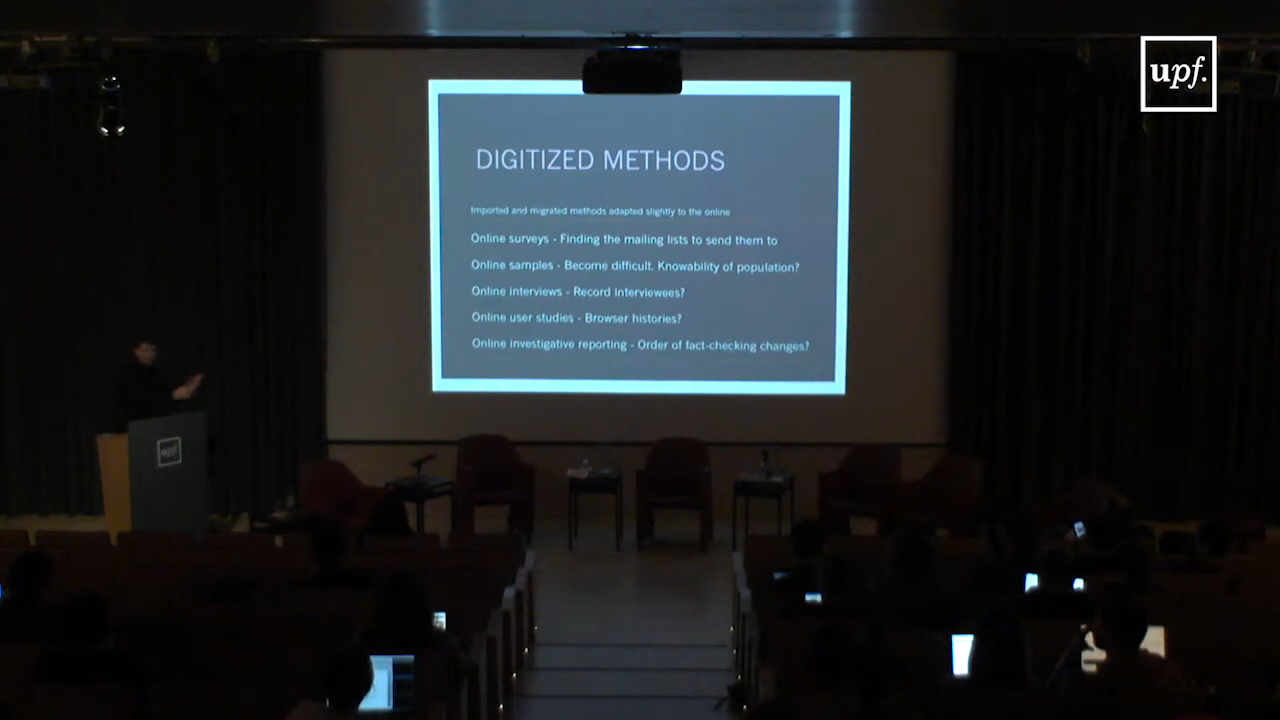 upf.
DIGITIZED METHODS
Imported and migrated methods adapted slightly to the online
Online surveys - Finding the mailing lists to send them to
Online samples - Become difficult. Knowability of population?
Online interviews - Record interviewees?
Online user studies - Browser histories?
Online investigative reporting - Order of fact-checking changes?
upf.